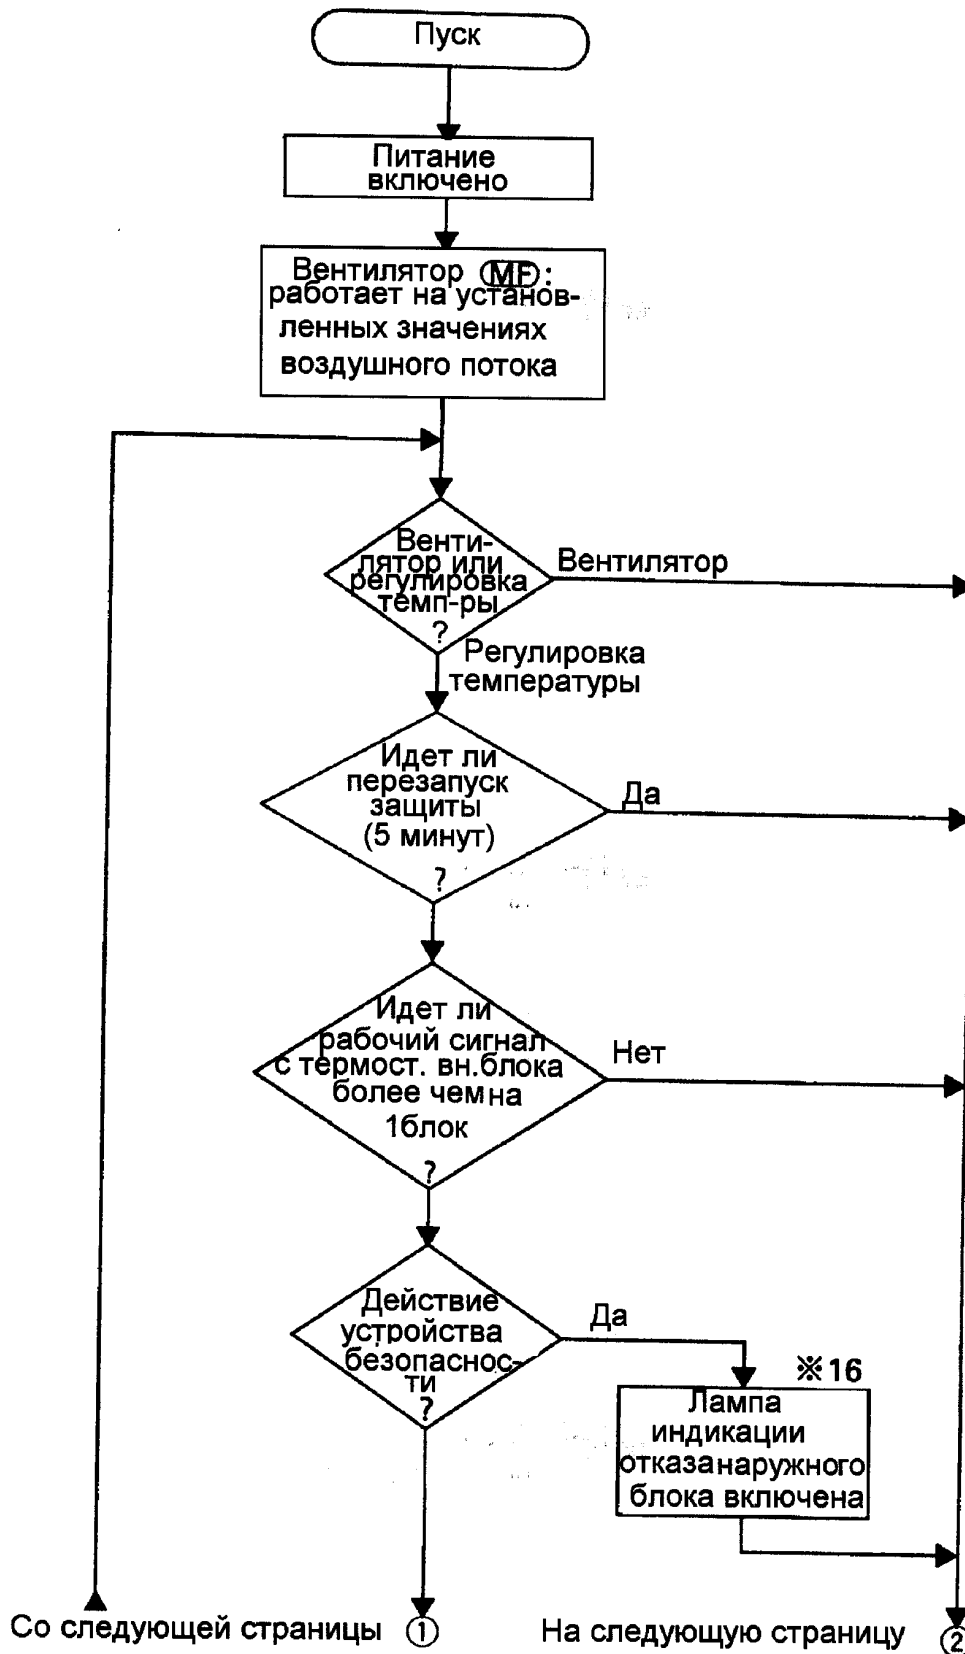 Пуск
Питание
включено
Вентилятор (MF):
работает на установ-
ленных значениях
воздушного потока
Венти-
лятор или
регулировка
темп-ры
?
Вентилятор
Регулировка
температуры
Идет ли
перезапуск
защиты
(5 минут)
?
Да
Идет ли
рабочий сигнал
с термост. вн.блока
более чем на
1блок
?
Нет
Действие
устройства
безопаснос-
ти
?
Да
※16
Лампа
индикации
отказа наружного
блока включена
Со следующей страницы ①
На следующую страницу ②